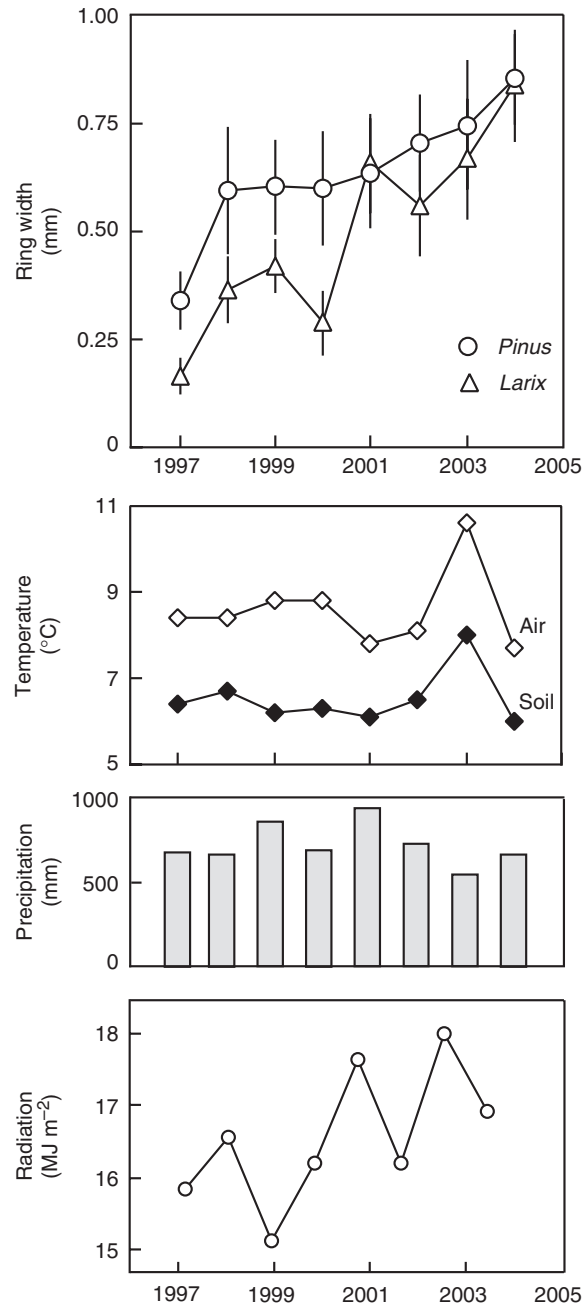 1.00
0.75
0.50
0.25
0
Ring width
(mm)
Pinus
Larix
1997 1999 2001 2003 2005
11
9
7
5
Temperature
(°C)
Air
Soil
1000
500
0
Precipitation
(mm)
18
17
16
15
Radiation
(MJ m⁻²)
1997 1999 2001 2003 2005